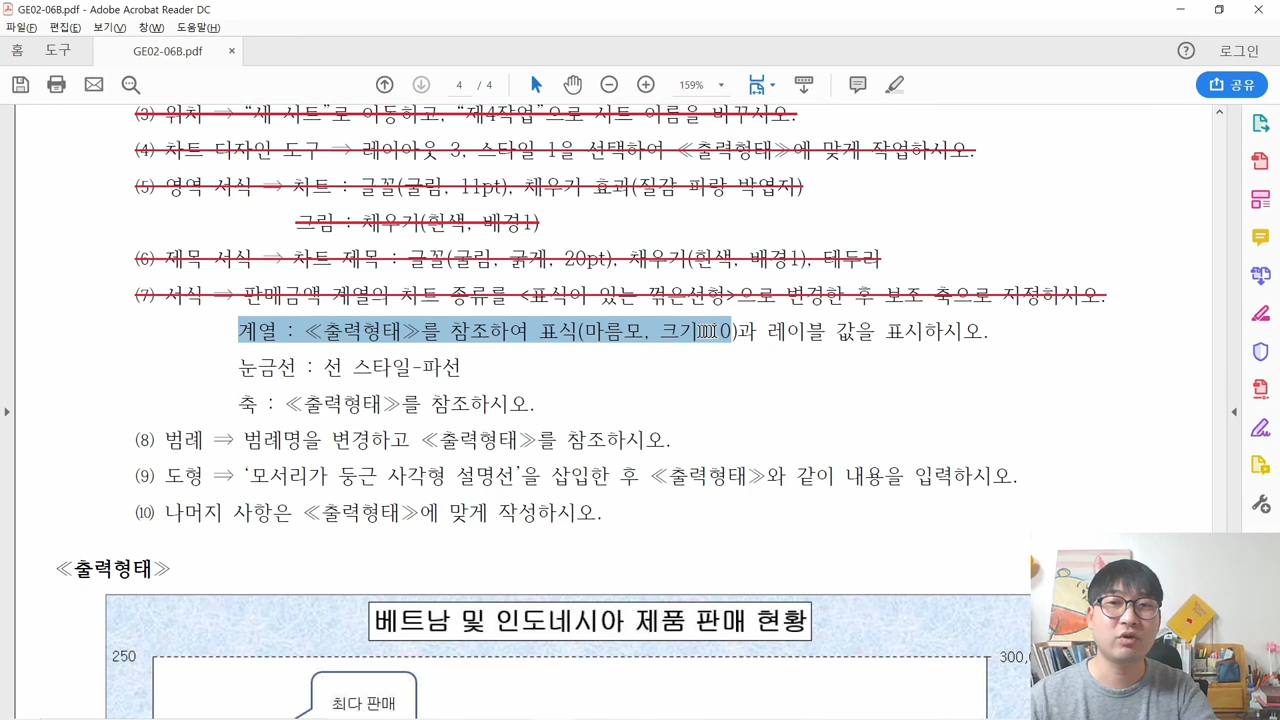 GE02-06B.pdf - Adobe Acrobat Reader DC
파일(F) 편집(E) 보기(V) 창(W) 도움말(H)
홈 도구 GE02-06B.pdf × 로그인
4 / 4 159% 공유
(3) 위치 ⇒ “새 시트”로 이동하고, “제4작업”으로 시트 이름을 바꾸시오.
(4) 차트 디자인 도구 ⇒ 레이아웃 3, 스타일 1을 선택하여 ≪출력형태≫에 맞게 작업하시오.
(5) 영역 서식 ⇒ 차트 : 글꼴(굴림, 11pt), 채우기 효과(질감-파랑 박엽지)
그림 : 채우기(흰색, 배경1)
(6) 제목 서식 ⇒ 차트 제목 : 글꼴(굴림, 굵게, 20pt), 채우기(흰색, 배경1), 테두리
(7) 서식 ⇒ 판매금액 계열의 차트 종류를 <표식이 있는 꺾은선형>으로 변경한 후 보조 축으로 지정하시오.
계열 : ≪출력형태≫를 참조하여 표식(마름모, 크기 10)과 레이블 값을 표시하시오.
눈금선 : 선 스타일-파선
축 : ≪출력형태≫를 참조하시오.
(8) 범례 ⇒ 범례명을 변경하고 ≪출력형태≫를 참조하시오.
(9) 도형 ⇒ ‘모서리가 둥근 사각형 설명선’을 삽입한 후 ≪출력형태≫와 같이 내용을 입력하시오.
(10) 나머지 사항은 ≪출력형태≫에 맞게 작성하시오.
≪출력형태≫
베트남 및 인도네시아 제품 판매 현황
250 300,
최다 판매